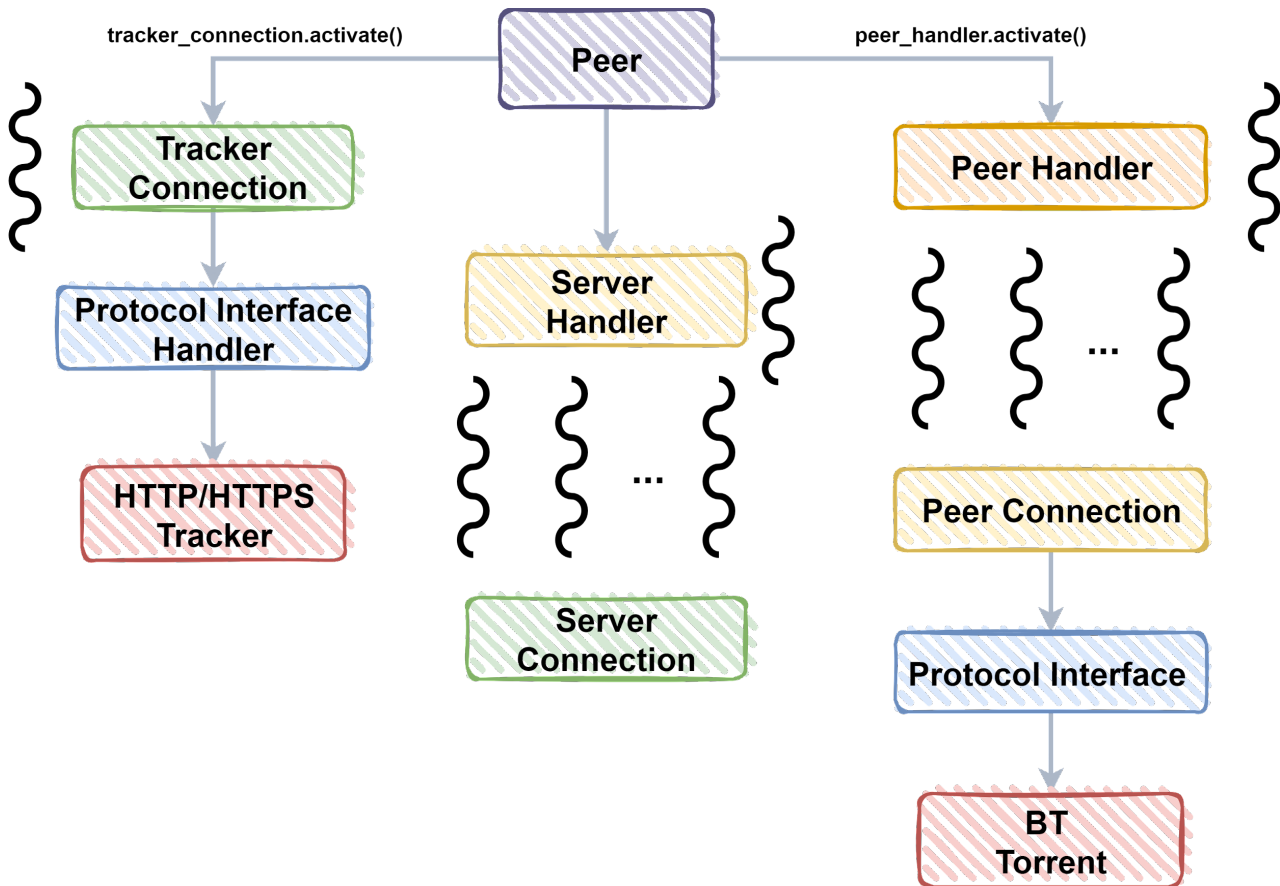 tracker_connection.activate()
Peer
peer_handler.activate()
Tracker
Connection
Peer Handler
Server
Handler
Protocol Interface
Handler
...
HTTP/HTTPS
Tracker
...
Peer Connection
Server
Connection
Protocol Interface
BT
Torrent